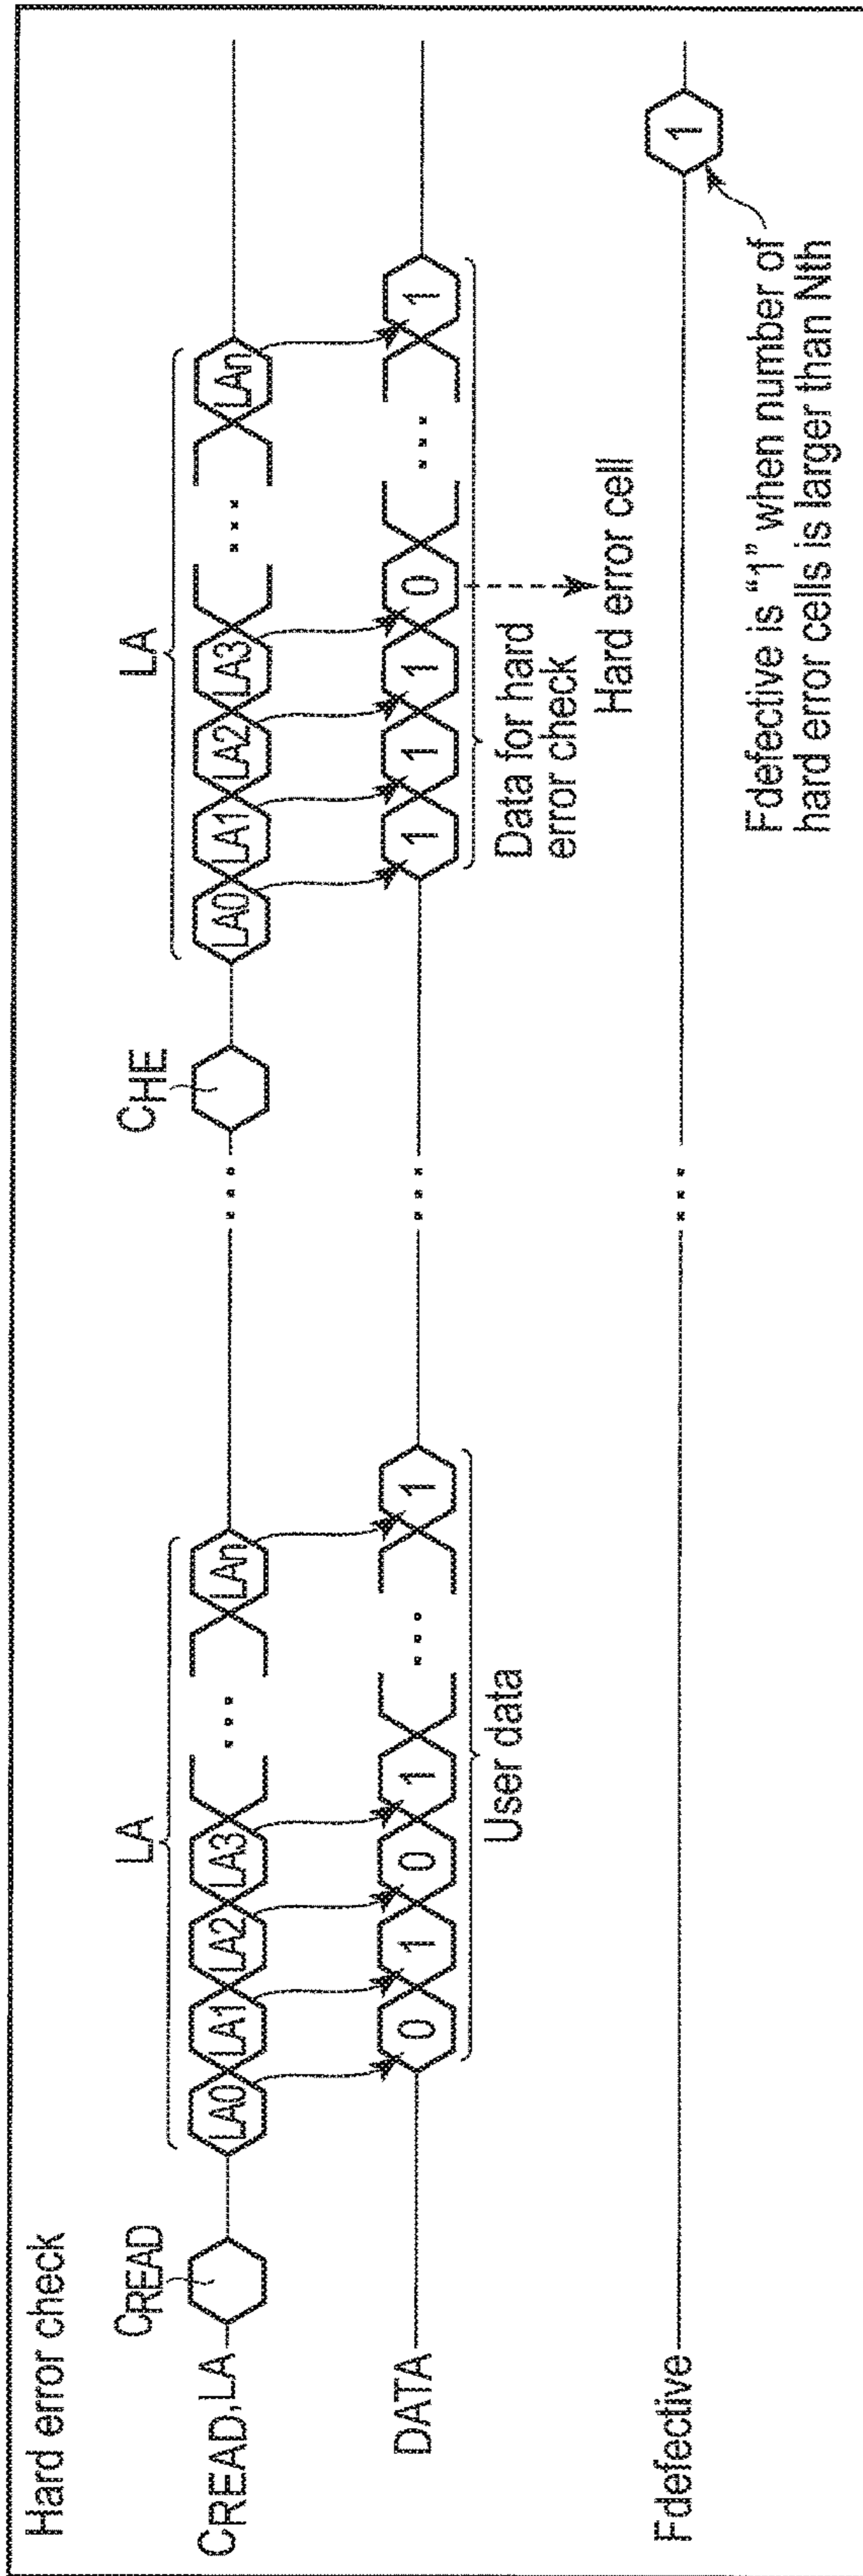 Hard error check
CREAD
LA
CHE
LA
CREAD, LA
LA0 LA1 LA2 LA3 ... LAn
...
LA0 LA1 LA2 LA3 ... LAn
DATA
0 1 0 1 ... 1
...
1 1 1 0 ... 1
User data
Data for hard
error check
Hard error cell
Fdefective
...
1
Fdefective is "1" when number of
hard error cells is larger than Nth